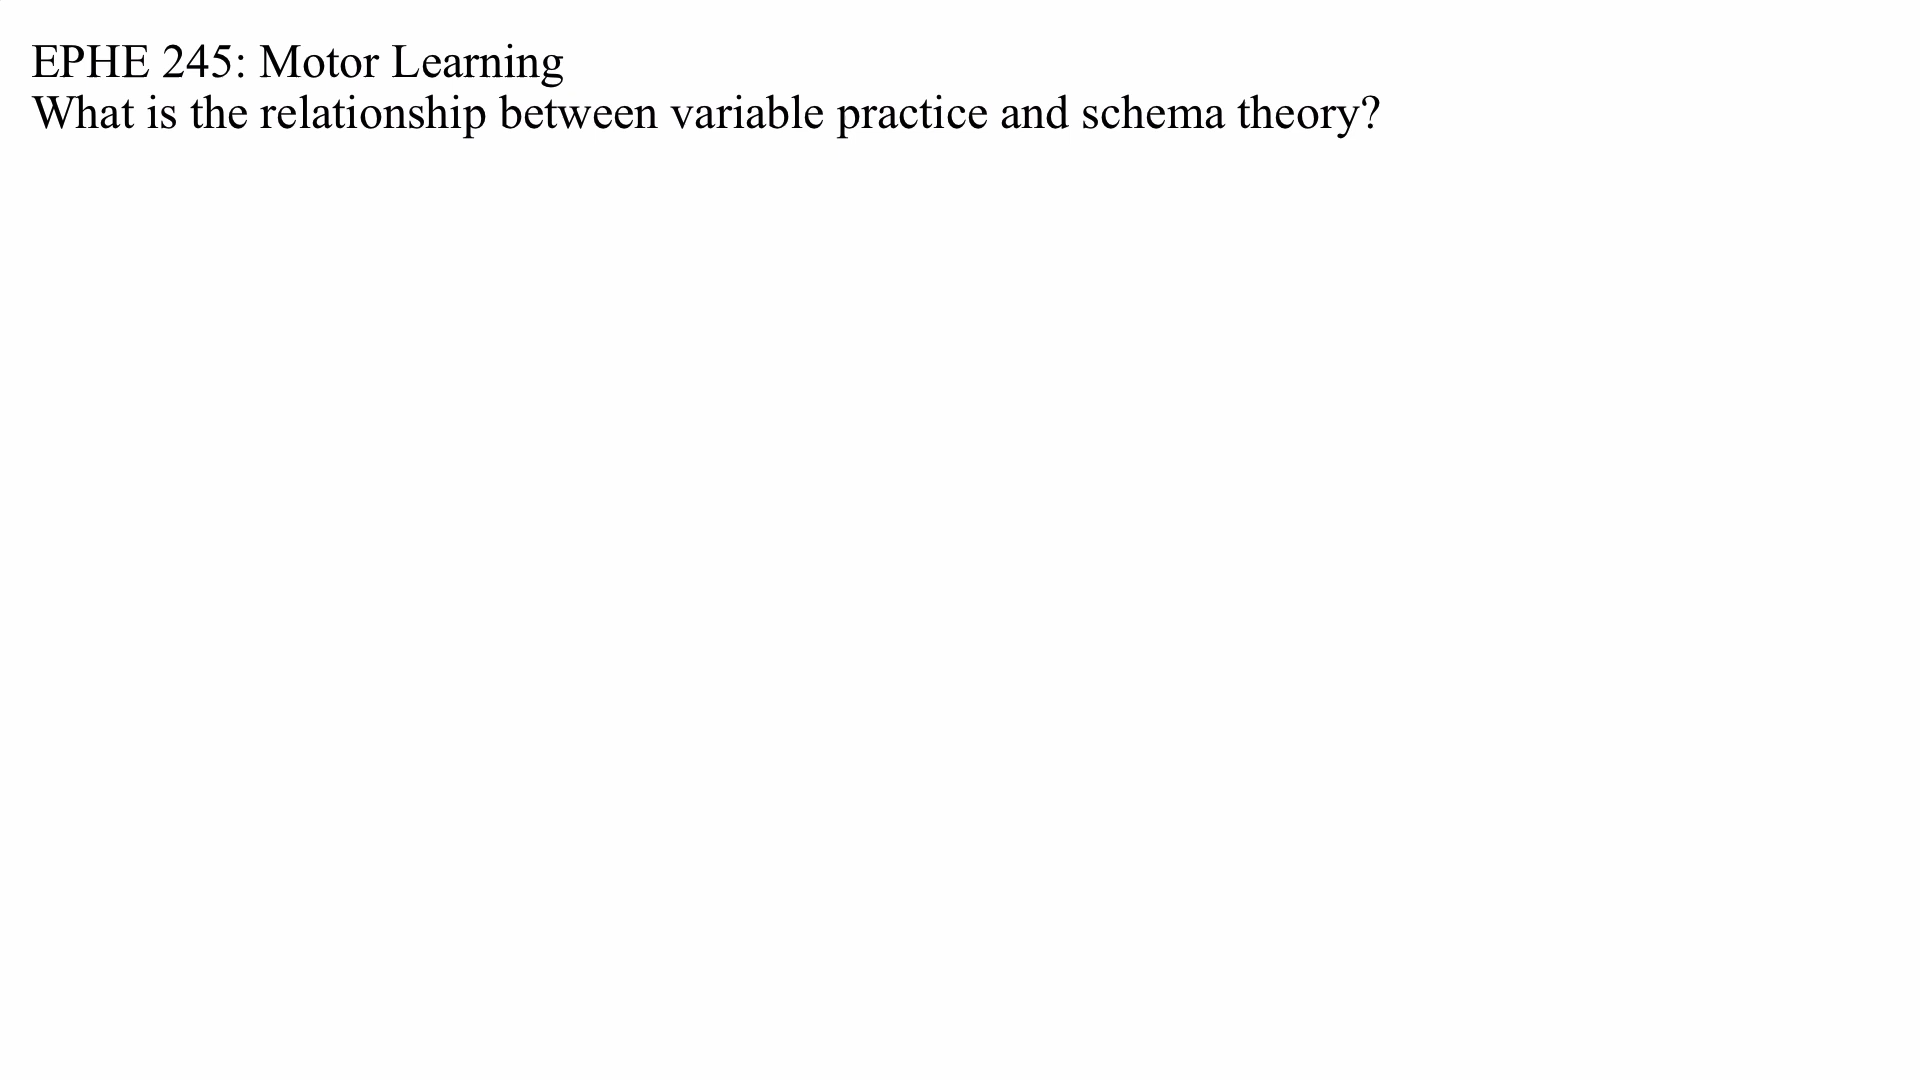 EPHE 245: Motor Learning
What is the relationship between variable practice and schema theory?